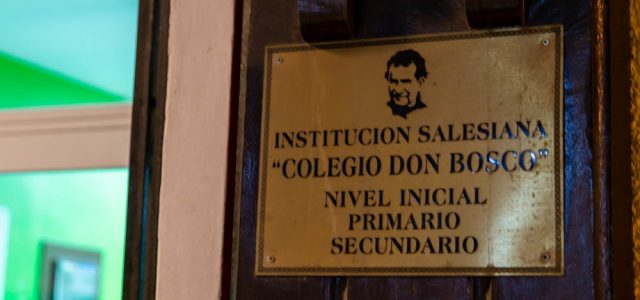 INSTITUCION SALESIANA
"COLEGIO DON BOSCO"
NIVEL INICIAL
PRIMARIO
SECUNDARIO